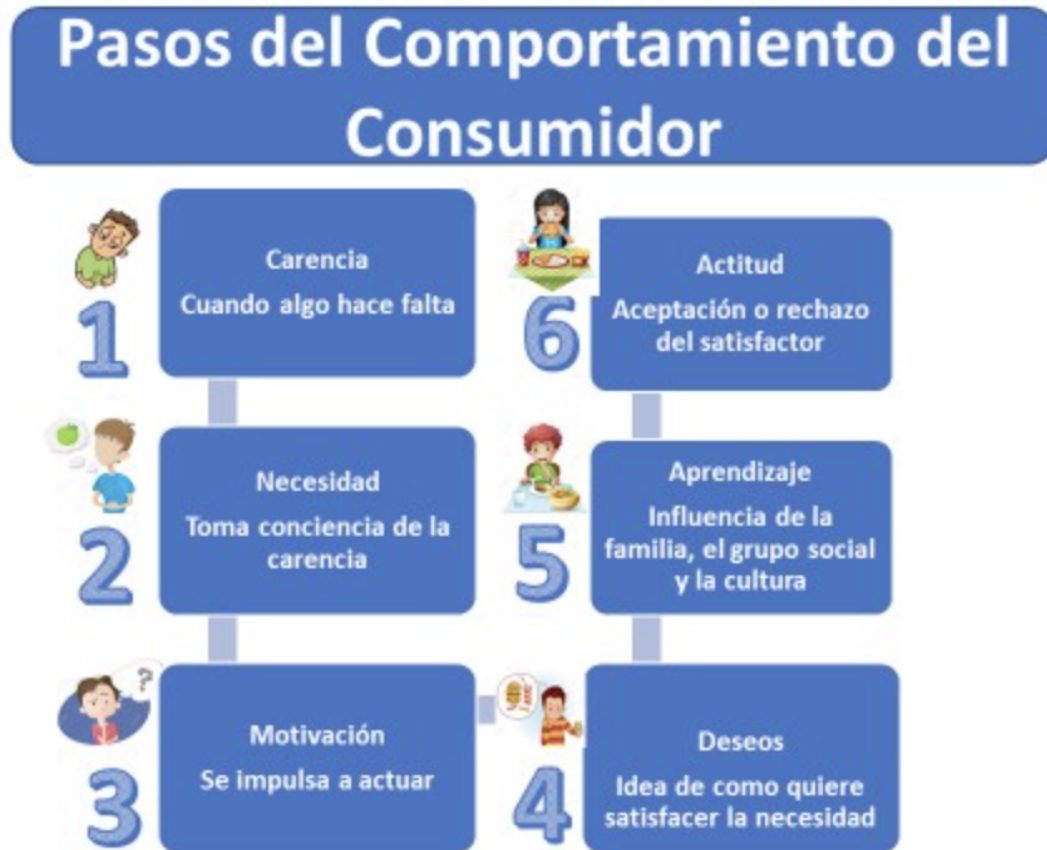 Pasos del Comportamiento del
Consumidor
1
Carencia
Cuando algo hace falta
2
Necesidad
Toma conciencia de la
carencia
3
?
Motivación
Se impulsa a actuar
4
Deseos
Idea de como quiere
satisfacer la necesidad
5
Aprendizaje
Influencia de la
familia, el grupo social
y la cultura
6
Actitud
Aceptación o rechazo
del satisfactor